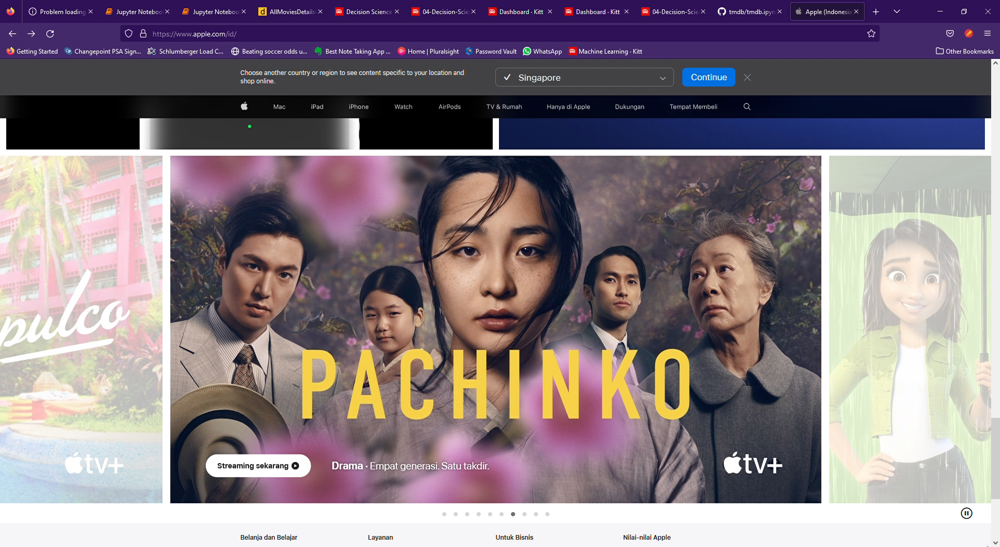 Problem loading
Jupyter Noteboo
Jupyter Noteboo
AllMoviesDetails
Decision Science
04-Decision-Scie
Dashboard · Kitt
Dashboard · Kitt
04-Decision-Scie
tmdb/tmdb.ipyn
Apple (Indonesia
https://www.apple.com/id/
Getting Started
Changepoint PSA Sign...
Schlumberger Load C...
Beating soccer odds u...
Best Note Taking App ...
Home | Pluralsight
Password Vault
WhatsApp
Machine Learning · Kitt
Other Bookmarks
Choose another country or region to see content specific to your location and
shop online.
Singapore
Continue
Mac
iPad
iPhone
Watch
AirPods
TV & Rumah
Hanya di Apple
Dukungan
Tempat Membeli
pulco
tv+
PACHINKO
Streaming sekarang
Drama · Empat generasi. Satu takdir.
tv+
Belanja dan Belajar
Layanan
Untuk Bisnis
Nilai-nilai Apple